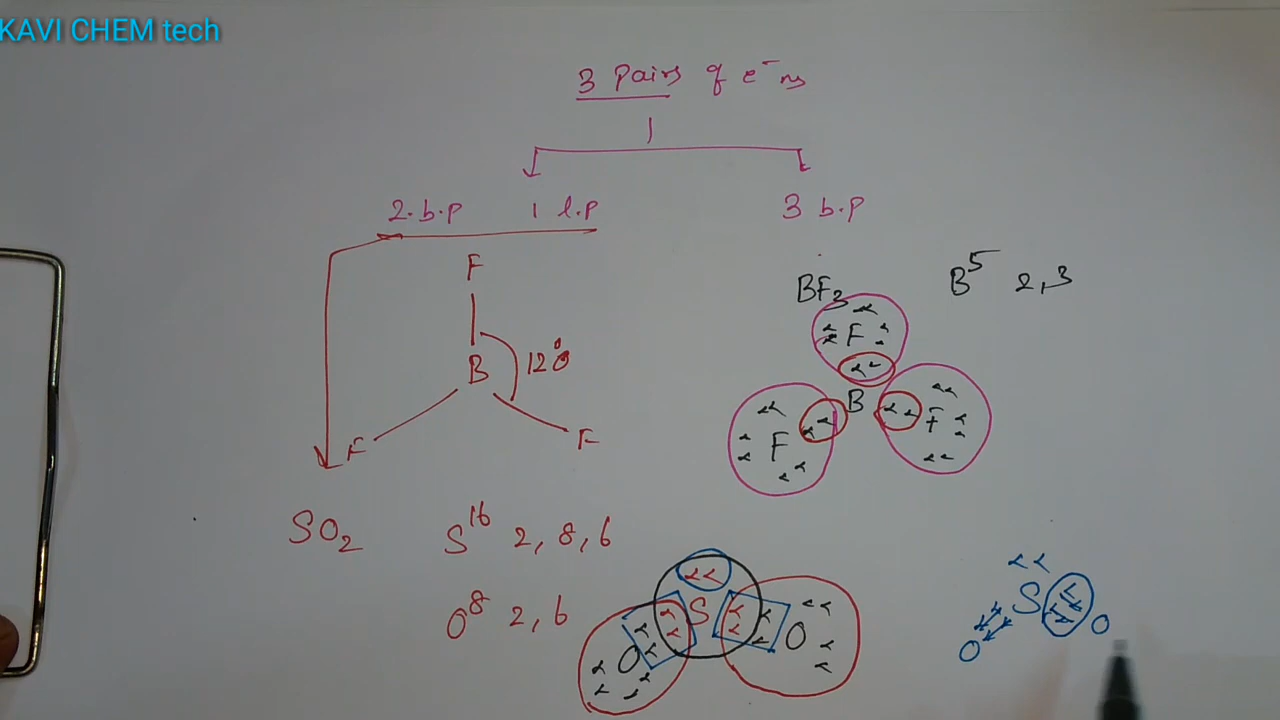 KAVI CHEM tech
3 Pairs of e⁻ns
2.b.p 1 l.p 3 b.p
F
BF₃ B⁵ 2,3
F
B 120°
B
F F
F F
SO₂ S¹⁶ 2, 8, 6
S
S
O⁸ 2, 6
O O
O O